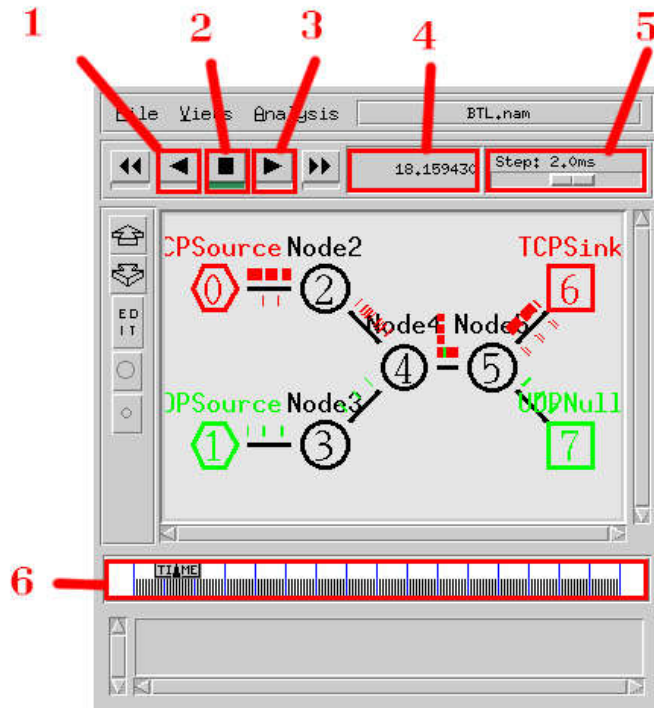 1 2 3 4 5
File Views Analysis BTL.nam
18.159430 Step: 2.0ms
CPSource Node2 TCPSink
0 2 6
ED
IT
Node4 Node5
4 5
DPSource Node3 UDPNull
1 3 7
6 TIME